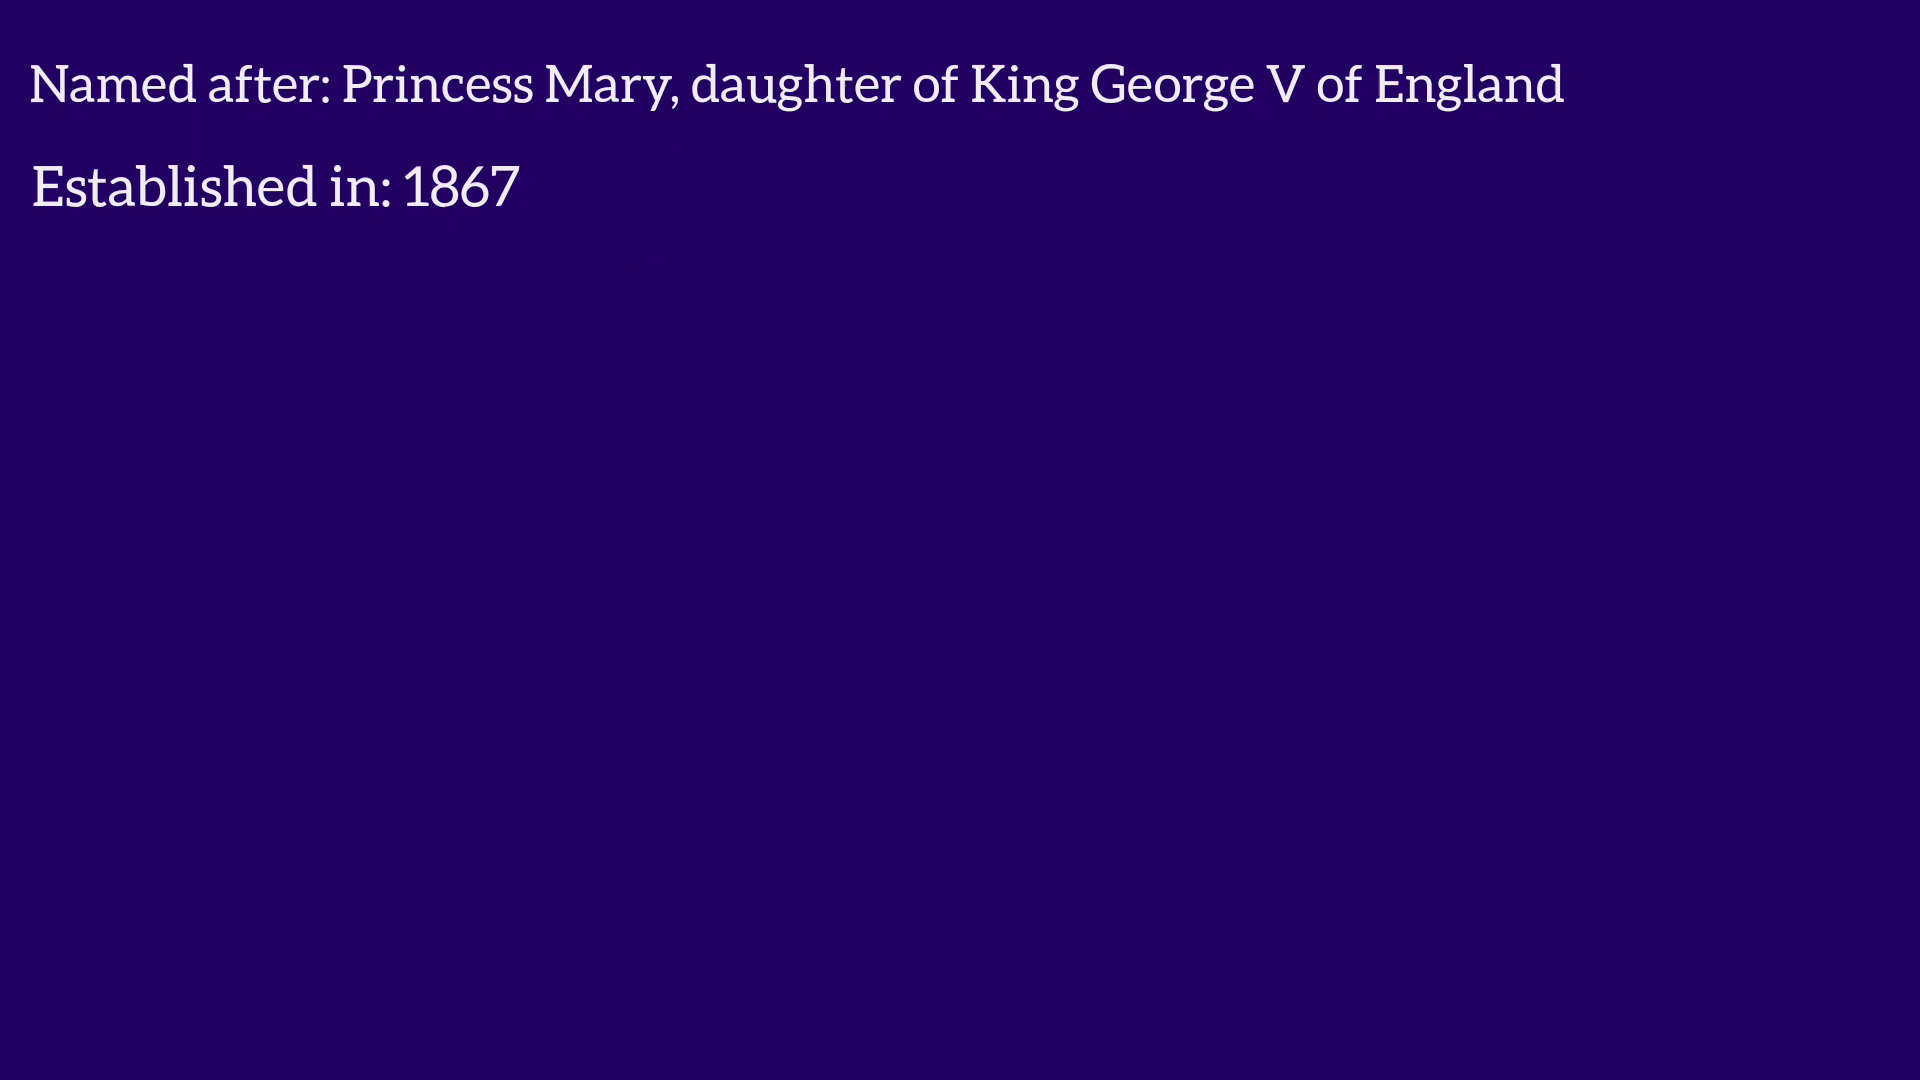 Named after: Princess Mary, daughter of King George V of England
Established in: 1867